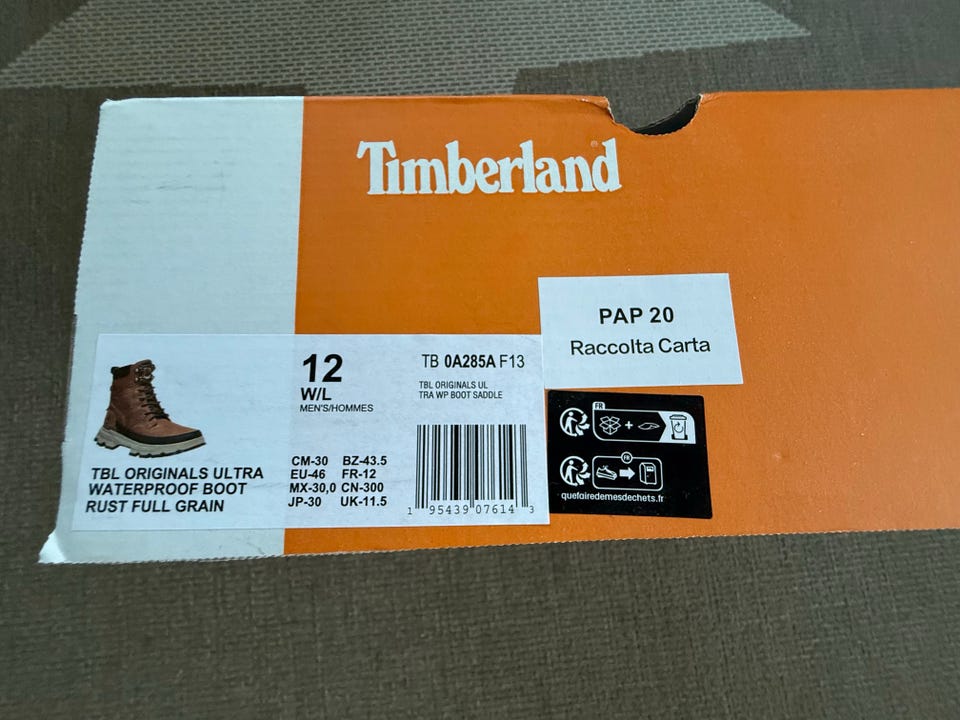 Timberland®
PAP 20
Raccolta Carta
12
W/L
MEN'S/HOMMES
TB 0A285A F13
TBL ORIGINALS UL
TRA WP BOOT SADDLE
TBL ORIGINALS ULTRA
WATERPROOF BOOT
RUST FULL GRAIN
CM-30 BZ-43.5
EU-46 FR-12
MX-30,0 CN-300
JP-30 UK-11.5
1 95439 07614 3
FR
+
FR
quefairedemesdechets.fr